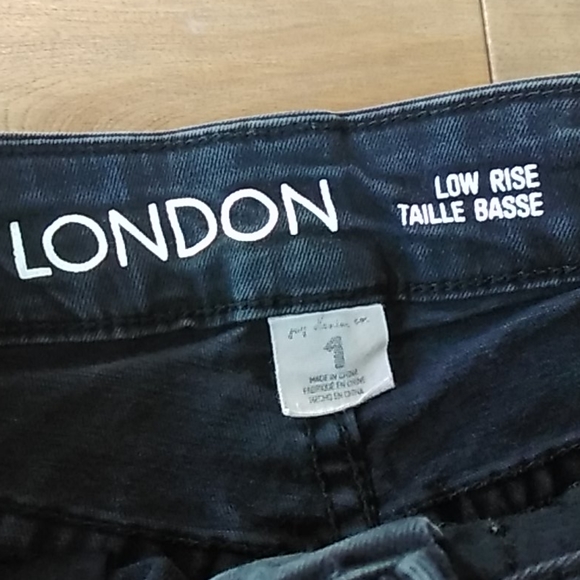 LONDON
LOW RISE
TAILLE BASSE
1
MADE IN CHINA
FABRIQUÉ EN CHINE
HECHO EN CHINA